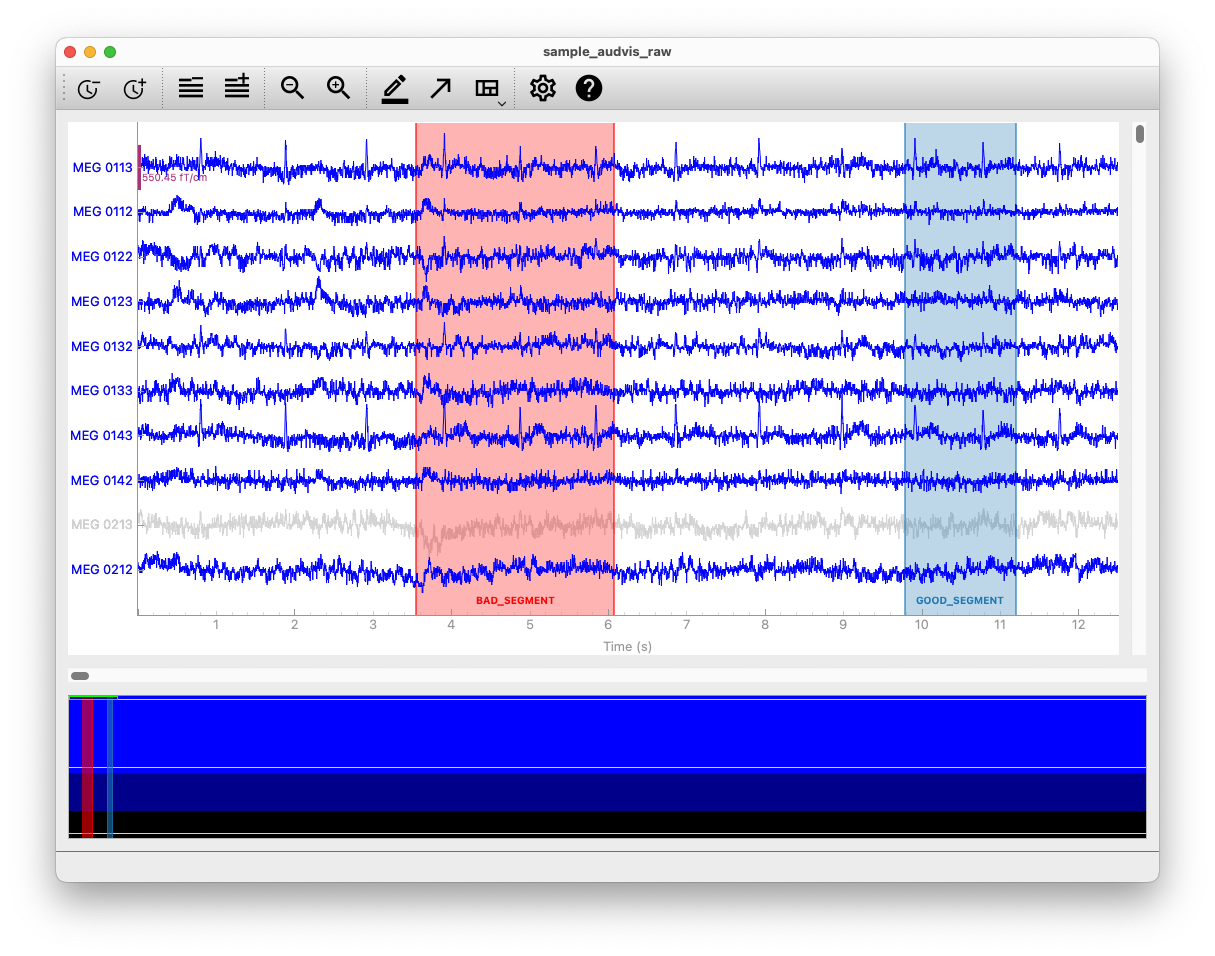 sample_audvis_raw
MEG 0113
550.45 fT/cm
MEG 0112
MEG 0122
MEG 0123
MEG 0132
MEG 0133
MEG 0143
MEG 0142
MEG 0213
MEG 0212
BAD_SEGMENT GOOD_SEGMENT
1 2 3 4 5 6 7 8 9 10 11 12
Time (s)